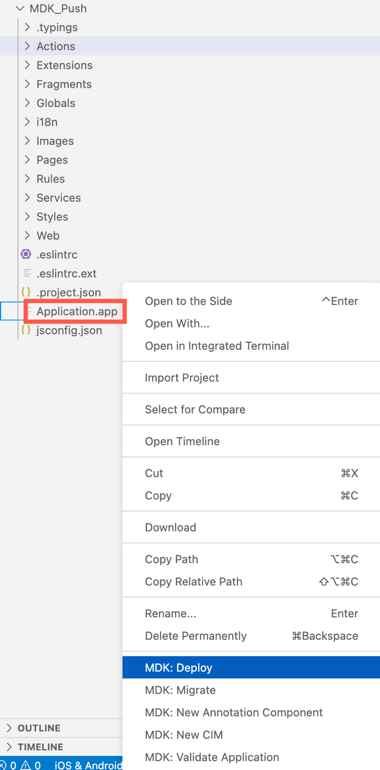 MDK_Push
.typings
Actions
Extensions
Fragments
Globals
i18n
Images
Pages
Rules
Services
Styles
Web
.eslintrc
.eslintrc.ext
.project.json
Application.app
jsconfig.json
Open to the Side ^Enter
Open With...
Open in Integrated Terminal
Import Project
Select for Compare
Open Timeline
Cut ⌘X
Copy ⌘C
Download
Copy Path ⌥⌘C
Copy Relative Path ⇧⌥⌘C
Rename... Enter
Delete Permanently ⌘Backspace
MDK: Deploy
MDK: Migrate
MDK: New Annotation Component
MDK: New CIM
MDK: Validate Application
OUTLINE
TIMELINE
0 0 iOS & Android